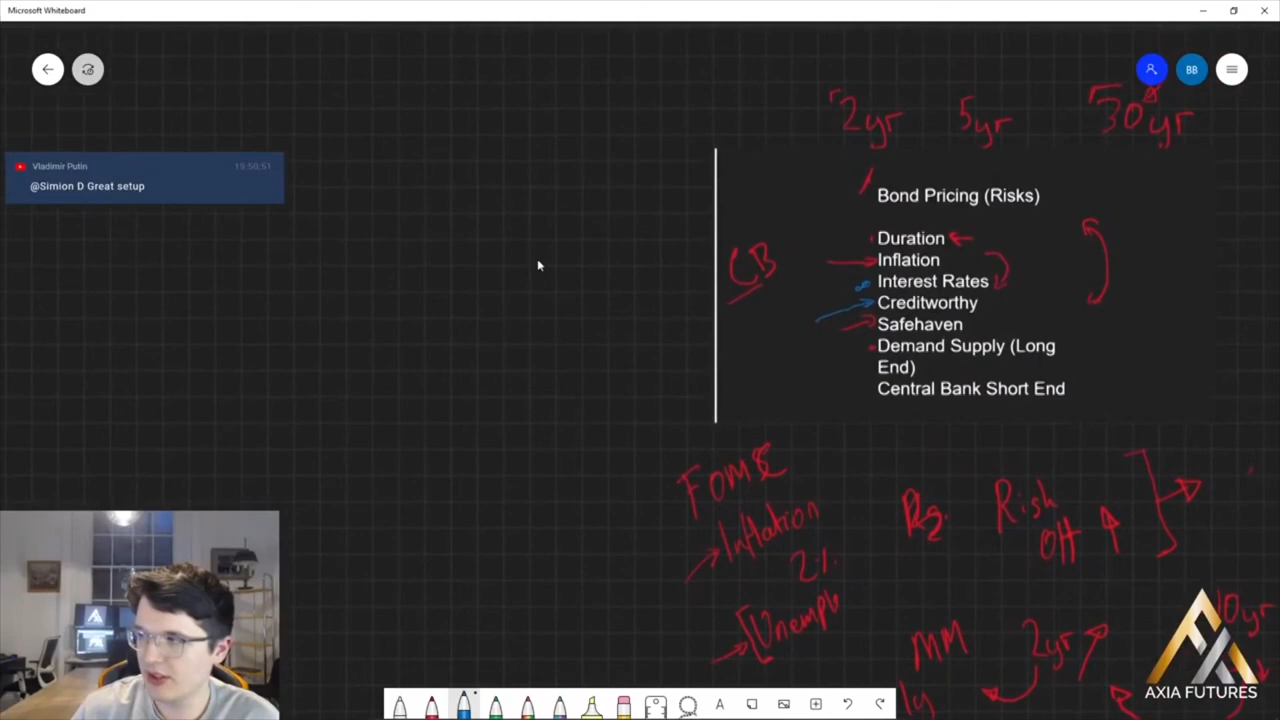 Microsoft Whiteboard
BB
2yr 5yr 30yr
Vladimir Putin 19:50:51
@Simion D Great setup
Bond Pricing (Risks)
Duration
Inflation
Interest Rates
Creditworthy
Safehaven
Demand Supply (Long
End)
Central Bank Short End
CB
FOMC
Inflation
2%
Risk
Off
[Unempl
MM 2yr
10yr
AXIA FUTURES